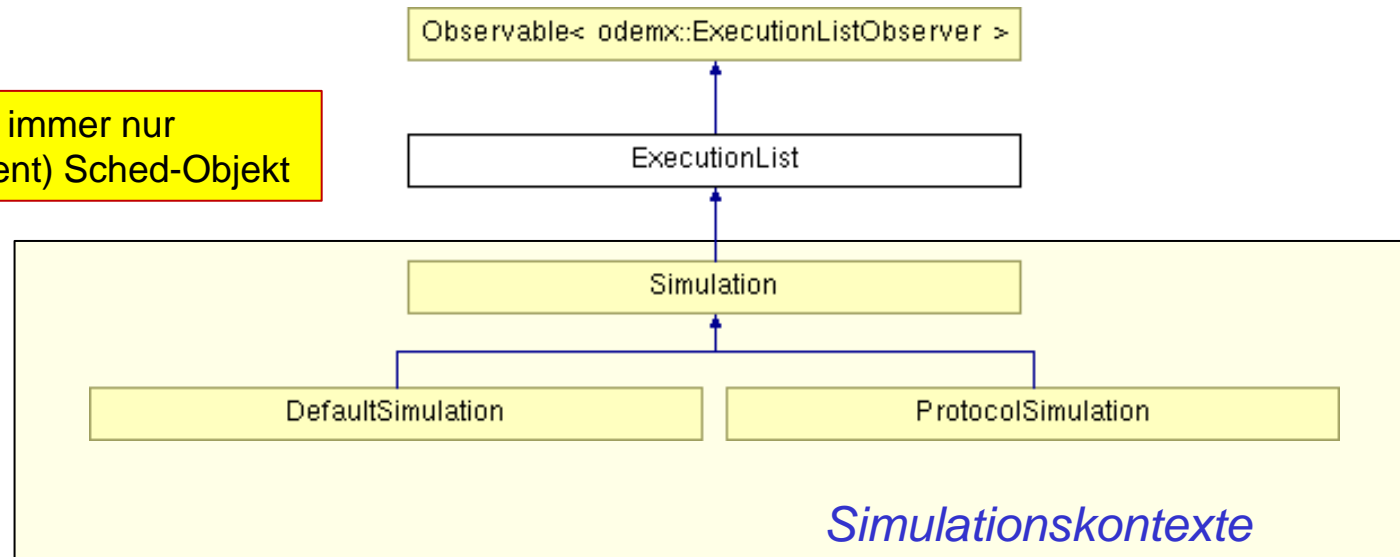 Observable< odemx::ExecutionListObserver >
immer nur
ent) Sched-Objekt
ExecutionList
Simulation
DefaultSimulation
ProtocolSimulation
Simulationskontexte